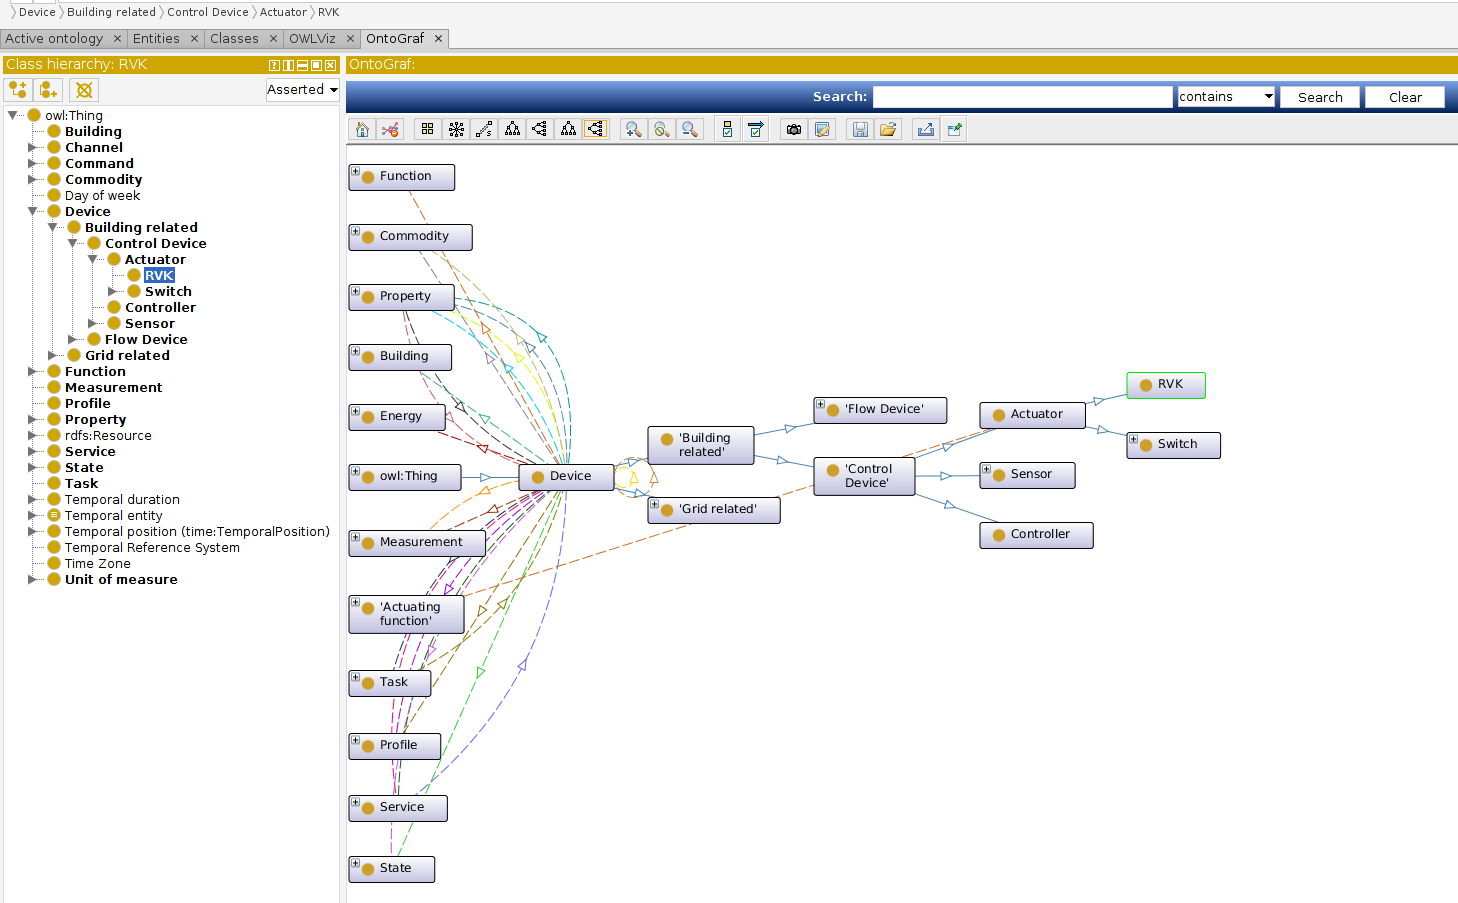 Device Building related Control Device Actuator RVK
Active ontology × Entities × Classes × OWLViz × OntoGraf ×
Class hierarchy: RVK
Asserted
owl:Thing
Building
Channel
Command
Commodity
Day of week
Device
Building related
Control Device
Actuator
RVK
Switch
Controller
Sensor
Flow Device
Grid related
Function
Measurement
Profile
Property
rdfs:Resource
Service
State
Task
Temporal duration
Temporal entity
Temporal position (time:TemporalPosition)
Temporal Reference System
Time Zone
Unit of measure
OntoGraf:
Search: contains Search Clear
Function
Commodity
Property
Building
Energy
owl:Thing
Measurement
'Actuating
function'
Task
Profile
Service
State
Device
'Building
related'
'Grid related'
'Flow Device'
'Control
Device'
Actuator
Sensor
Controller
RVK
Switch